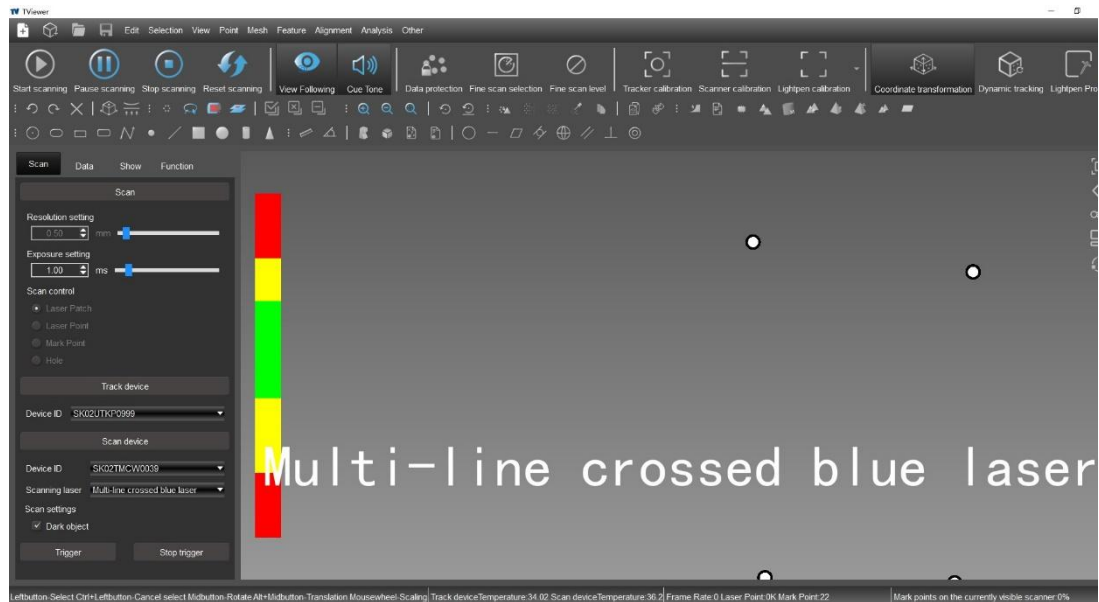 TViewer
Edit Selection View Point Mesh Feature Alignment Analysis Other
Start scanning Pause scanning Stop scanning Reset scanning View Following Cue Tone Data protection Fine scan selection Fine scan level Tracker calibration Scanner calibration Lightpen calibration Coordinate transformation Dynamic tracking Lightpen Pro
Scan Data Show Function
Scan
Resolution setting
0.50 mm
Exposure setting
1.00 ms
Scan control
Laser Patch
Laser Point
Mark Point
Hole
Track device
Device ID SK02UTKP0999
Scan device
Device ID SK02TMCW0039
Scanning laser Multi-line crossed blue laser
Scan settings
Dark object
Trigger Stop trigger
Multi-line crossed blue laser
Leftbutton-Select Ctrl+Leftbutton-Cancel select Midbutton-Rotate Alt+Midbutton-Translation Mousewheel-Scaling Track deviceTemperature:34.02 Scan deviceTemperature:36.2 Frame Rate:0 Laser Point:0K Mark Point:22 Mark points on the currently visible scanner:0%